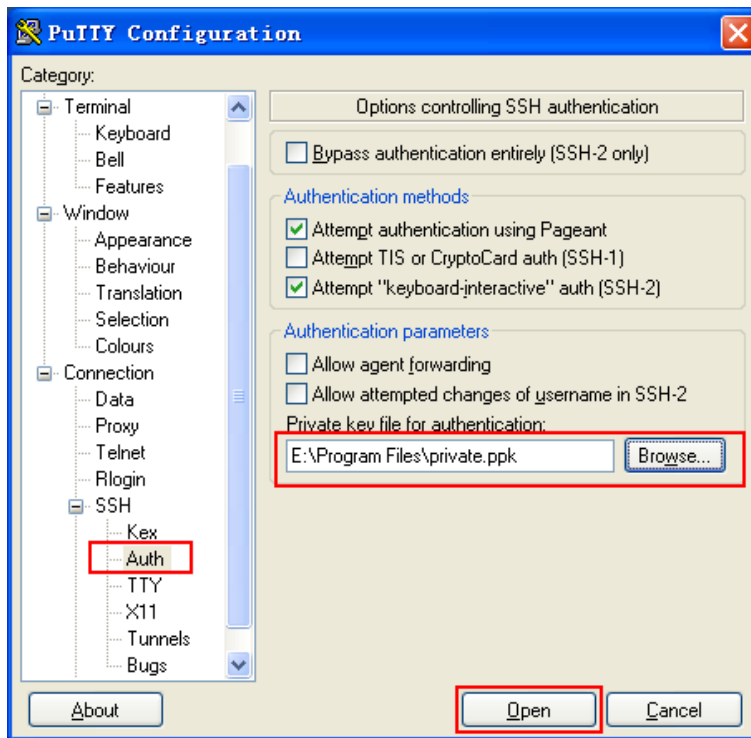 PuTTY Configuration
Category:
Terminal
Keyboard
Bell
Features
Window
Appearance
Behaviour
Translation
Selection
Colours
Connection
Data
Proxy
Telnet
Rlogin
SSH
Kex
Auth
TTY
X11
Tunnels
Bugs
Options controlling SSH authentication
Bypass authentication entirely (SSH-2 only)
Authentication methods
Attempt authentication using Pageant
Attempt TIS or CryptoCard auth (SSH-1)
Attempt "keyboard-interactive" auth (SSH-2)
Authentication parameters
Allow agent forwarding
Allow attempted changes of username in SSH-2
Private key file for authentication:
E:\Program Files\private.ppk Browse...
About Open Cancel